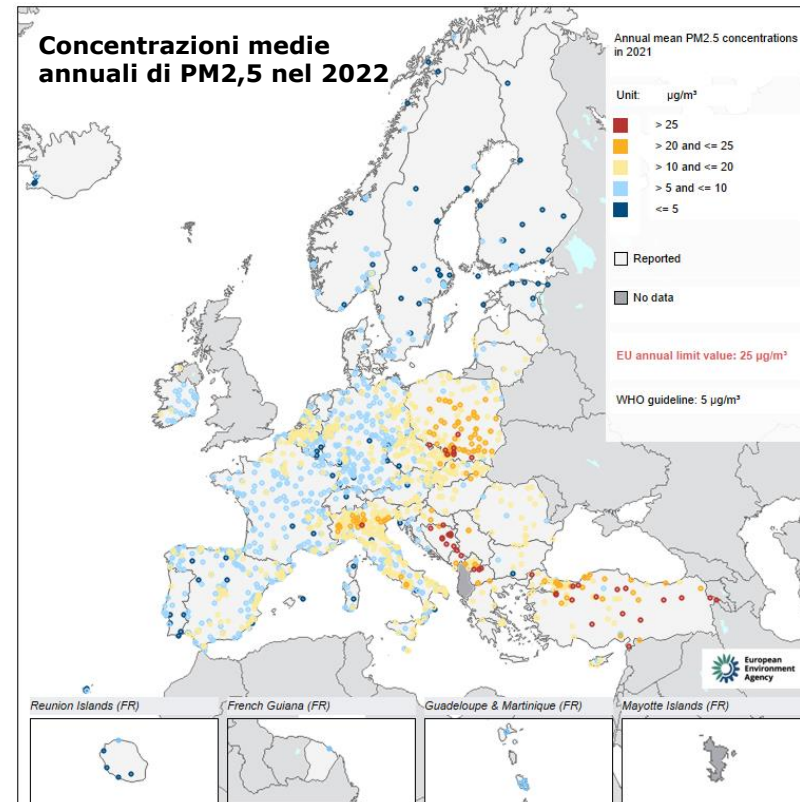 Concentrazioni medie
annuali di PM2,5 nel 2022
Annual mean PM2.5 concentrations
in 2021
Unit: µg/m³
> 25
> 20 and <= 25
> 10 and <= 20
> 5 and <= 10
<= 5
Reported
No data
EU annual limit value: 25 µg/m³
WHO guideline: 5 µg/m³
European
Environment
Agency
Reunion Islands (FR)
French Guiana (FR)
Guadeloupe & Martinique (FR)
Mayotte Islands (FR)